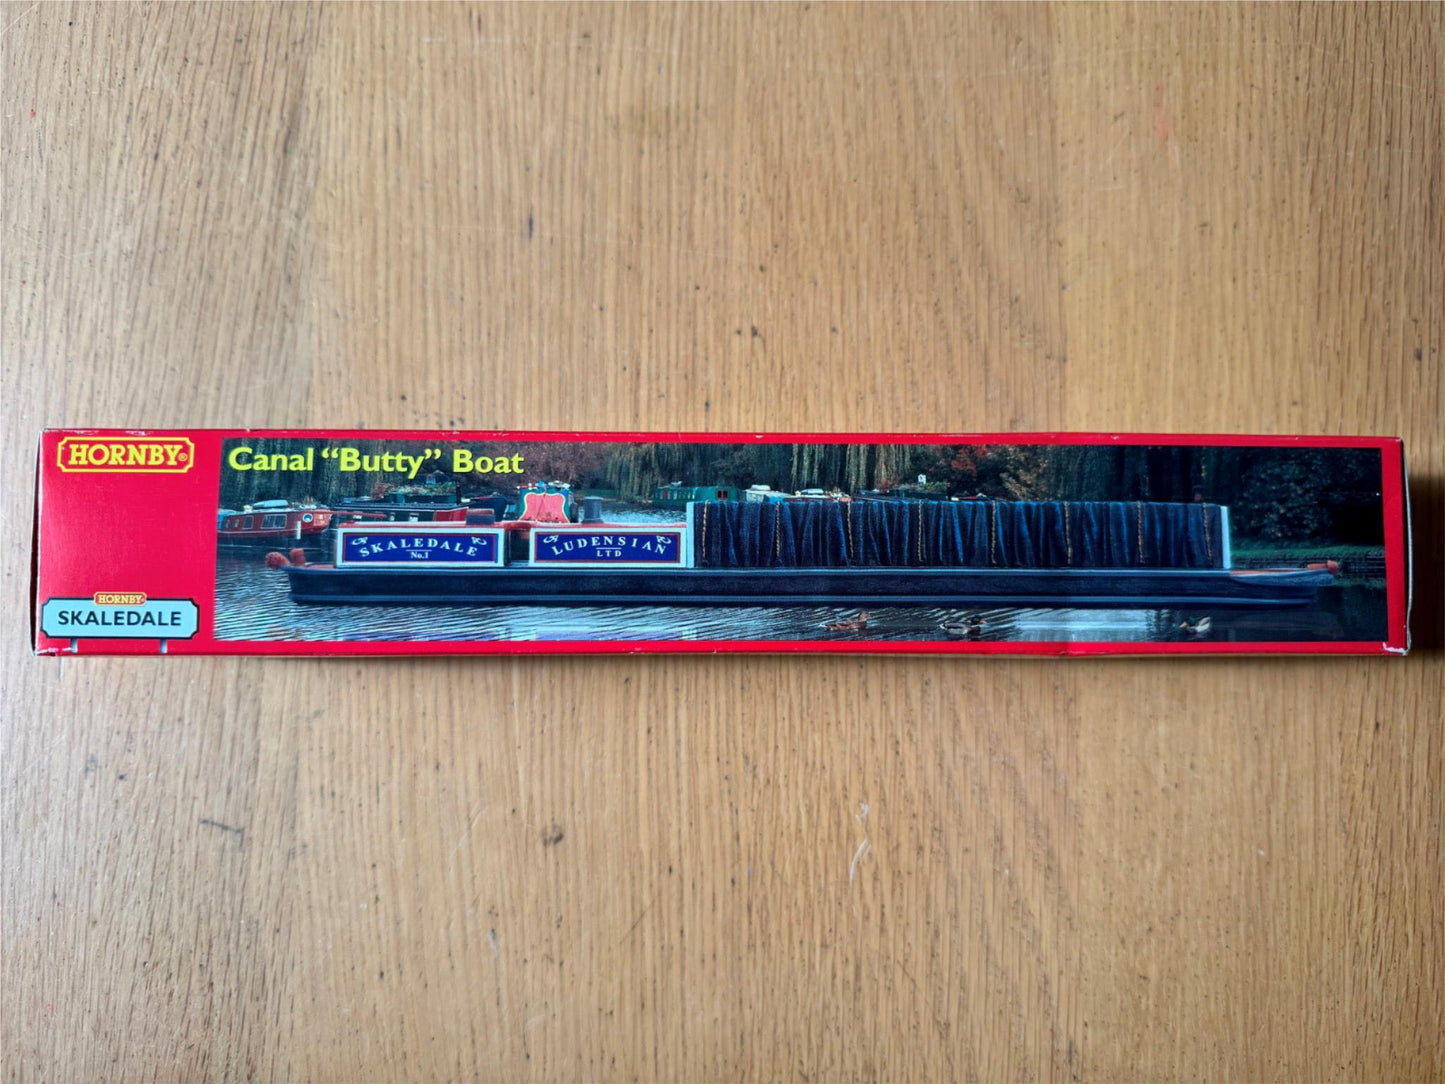 HORNBY®
Canal “Butty” Boat
SKALEDALE
No.1
LUDENSIAN
LTD
HORNBY
SKALEDALE